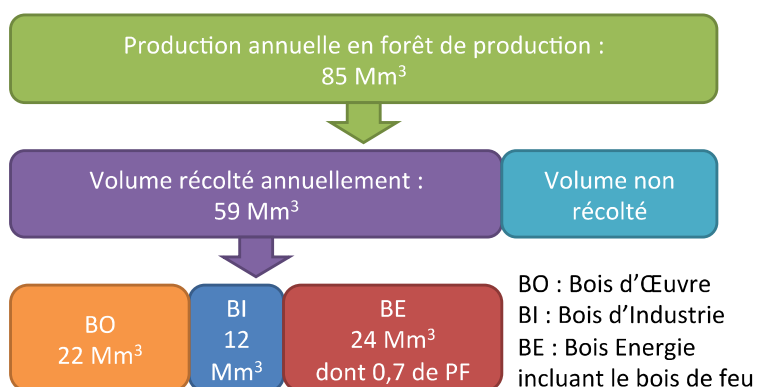 Production annuelle en forêt de production :
85 Mm³
Volume récolté annuellement :
59 Mm³
Volume non
récolté
BO
22 Mm³
BI
12
Mm³
BE
24 Mm³
dont 0,7 de PF
BO : Bois d’Œuvre
BI : Bois d’Industrie
BE : Bois Energie
incluant le bois de feu